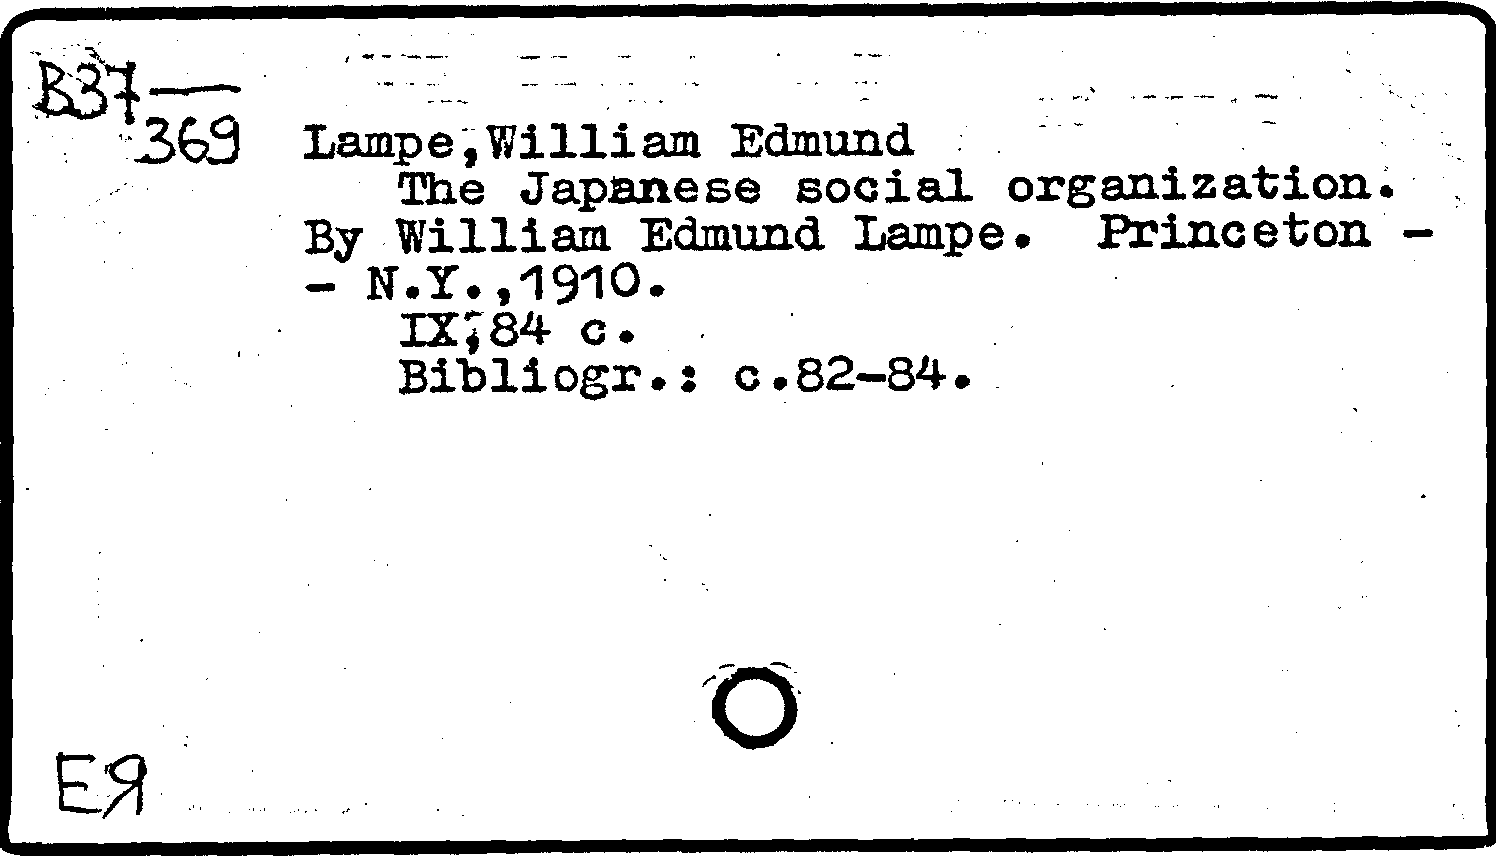 B37
369
Lampe,William Edmund
The Japanese social organization.
By William Edmund Lampe. Princeton -
- N.Y.,1910.
IX,84 c.
Bibliogr.: c.82-84.
ЕЯ